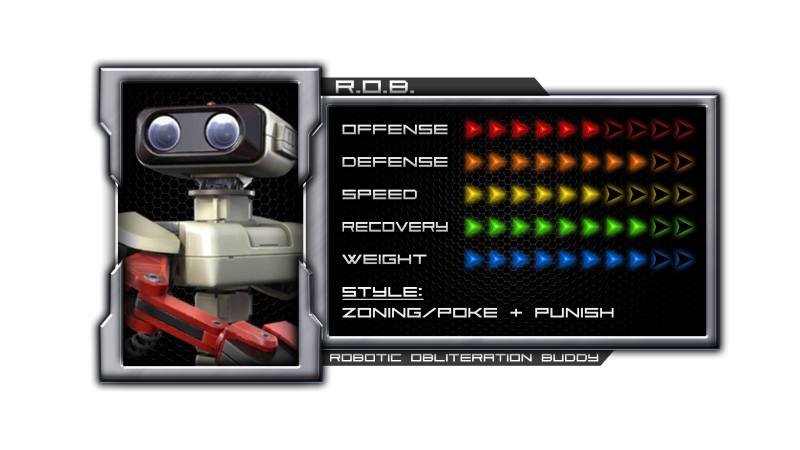 R.O.B.
OFFENSE
DEFENSE
SPEED
RECOVERY
WEIGHT
STYLE:
ZONING/POKE + PUNISH
ROBOTIC OBLITERATION BUDDY